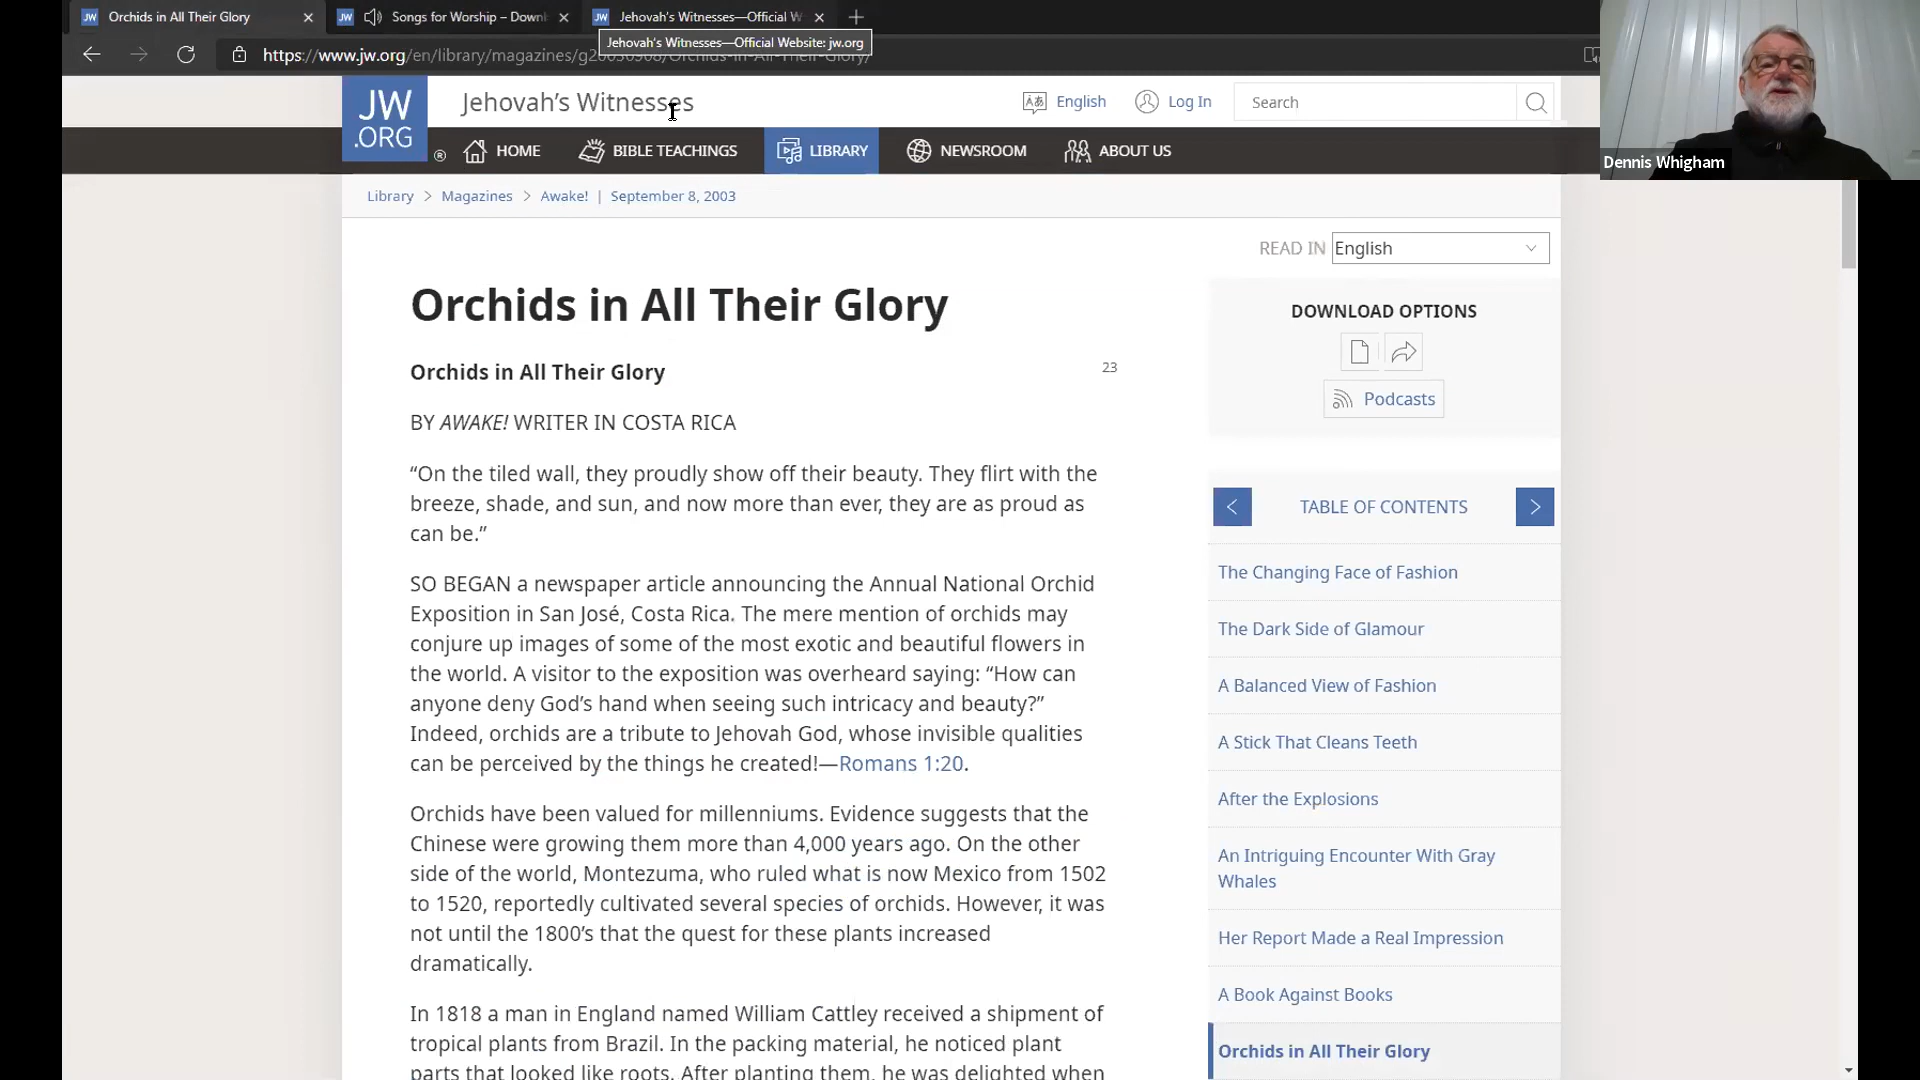 Orchids in All Their Glory
Songs for Worship – Down
Jehovah's Witnesses—Official W
Jehovah's Witnesses—Official Website: jw.org
https://www.jw.org/en/library/magazines/g20030908/Orchids-in-All-Their-Glory/
JW
.ORG
®
Jehovah's Witnesses
English
Log In
Search
HOME
BIBLE TEACHINGS
LIBRARY
NEWSROOM
ABOUT US
Dennis Whigham
Library > Magazines > Awake! | September 8, 2003
READ IN English
Orchids in All Their Glory
Orchids in All Their Glory
23
BY AWAKE! WRITER IN COSTA RICA
“On the tiled wall, they proudly show off their beauty. They flirt with the
breeze, shade, and sun, and now more than ever, they are as proud as
can be.”
SO BEGAN a newspaper article announcing the Annual National Orchid
Exposition in San José, Costa Rica. The mere mention of orchids may
conjure up images of some of the most exotic and beautiful flowers in
the world. A visitor to the exposition was overheard saying: “How can
anyone deny God’s hand when seeing such intricacy and beauty?”
Indeed, orchids are a tribute to Jehovah God, whose invisible qualities
can be perceived by the things he created!—Romans 1:20.
Orchids have been valued for millenniums. Evidence suggests that the
Chinese were growing them more than 4,000 years ago. On the other
side of the world, Montezuma, who ruled what is now Mexico from 1502
to 1520, reportedly cultivated several species of orchids. However, it was
not until the 1800’s that the quest for these plants increased
dramatically.
In 1818 a man in England named William Cattley received a shipment of
tropical plants from Brazil. In the packing material, he noticed plant
parts that looked like roots. After planting them, he was delighted when
DOWNLOAD OPTIONS
Podcasts
TABLE OF CONTENTS
The Changing Face of Fashion
The Dark Side of Glamour
A Balanced View of Fashion
A Stick That Cleans Teeth
After the Explosions
An Intriguing Encounter With Gray
Whales
Her Report Made a Real Impression
A Book Against Books
Orchids in All Their Glory